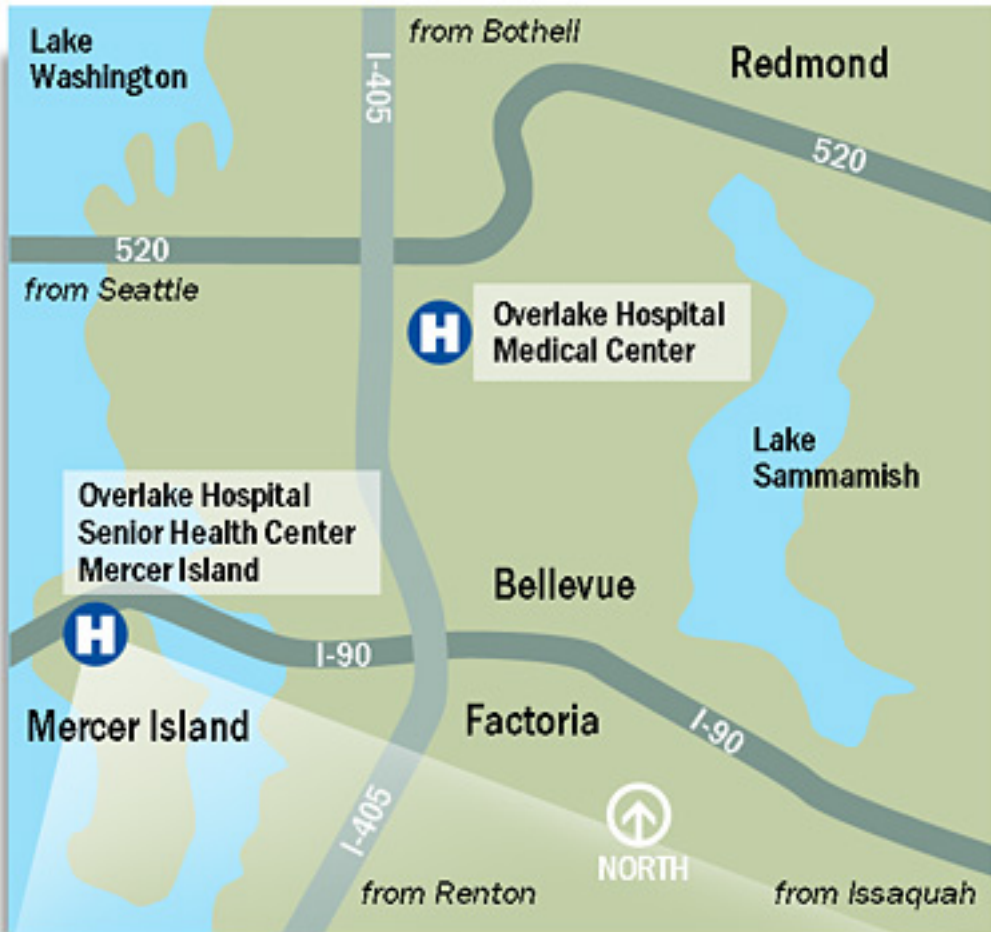 Lake
Washington
I-405
from Bothell
Redmond
520
520
from Seattle
H
Overlake Hospital
Medical Center
Lake
Sammamish
Overlake Hospital
Senior Health Center
Mercer Island
H
Bellevue
I-90
Mercer Island
Factoria
I-90
I-405
NORTH
from Renton
from Issaquah